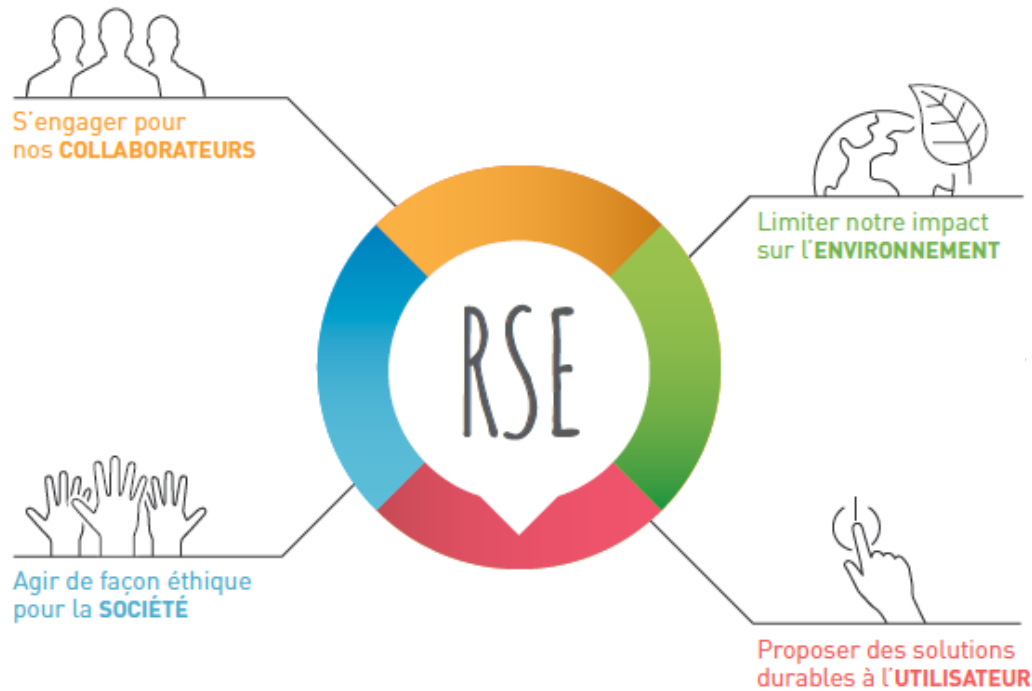 S'engager pour
nos COLLABORATEURS
Limiter notre impact
sur l'ENVIRONNEMENT
RSE
Agir de façon éthique
pour la SOCIÉTÉ
Proposer des solutions
durables à l'UTILISATEUR